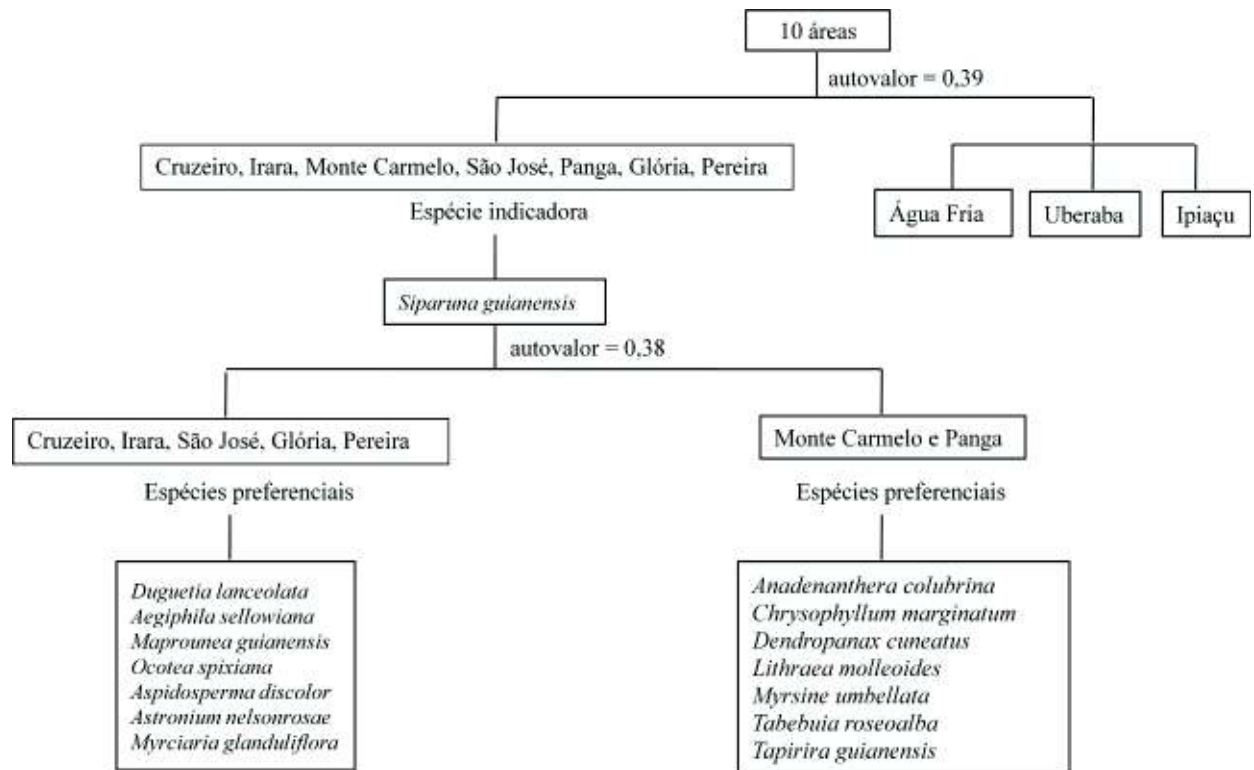 10 áreas
autovalor = 0,39
Cruzeiro, Irara, Monte Carmelo, São José, Panga, Glória, Pereira
Espécie indicadora
Água Fria
Uberaba
Ipiaçu
Siparuna guianensis
autovalor = 0,38
Cruzeiro, Irara, São José, Glória, Pereira
Monte Carmelo e Panga
Espécies preferenciais
Espécies preferenciais
Duguetia lanceolata
Aegiphila sellowiana
Maprounea guianensis
Ocotea spixiana
Aspidosperma discolor
Astronium nelsonrosae
Myrciaria glanduliflora
Anadenanthera colubrina
Chrysophyllum marginatum
Dendropanax cuneatus
Lithraea molleoides
Myrsine umbellata
Tabebuia roseoalba
Tapirira guianensis